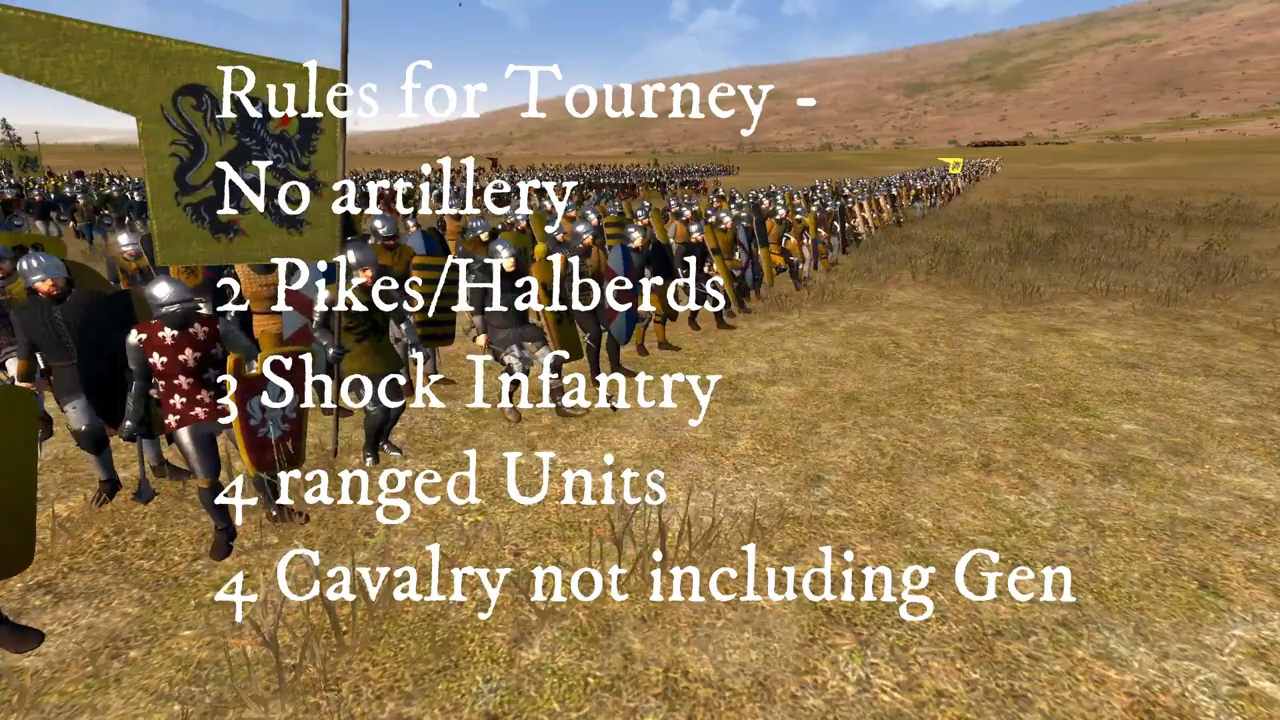 Rules for Tourney -
No artillery
2 Pikes/Halberds
3 Shock Infantry
4 ranged Units
4 Cavalry not including Gen